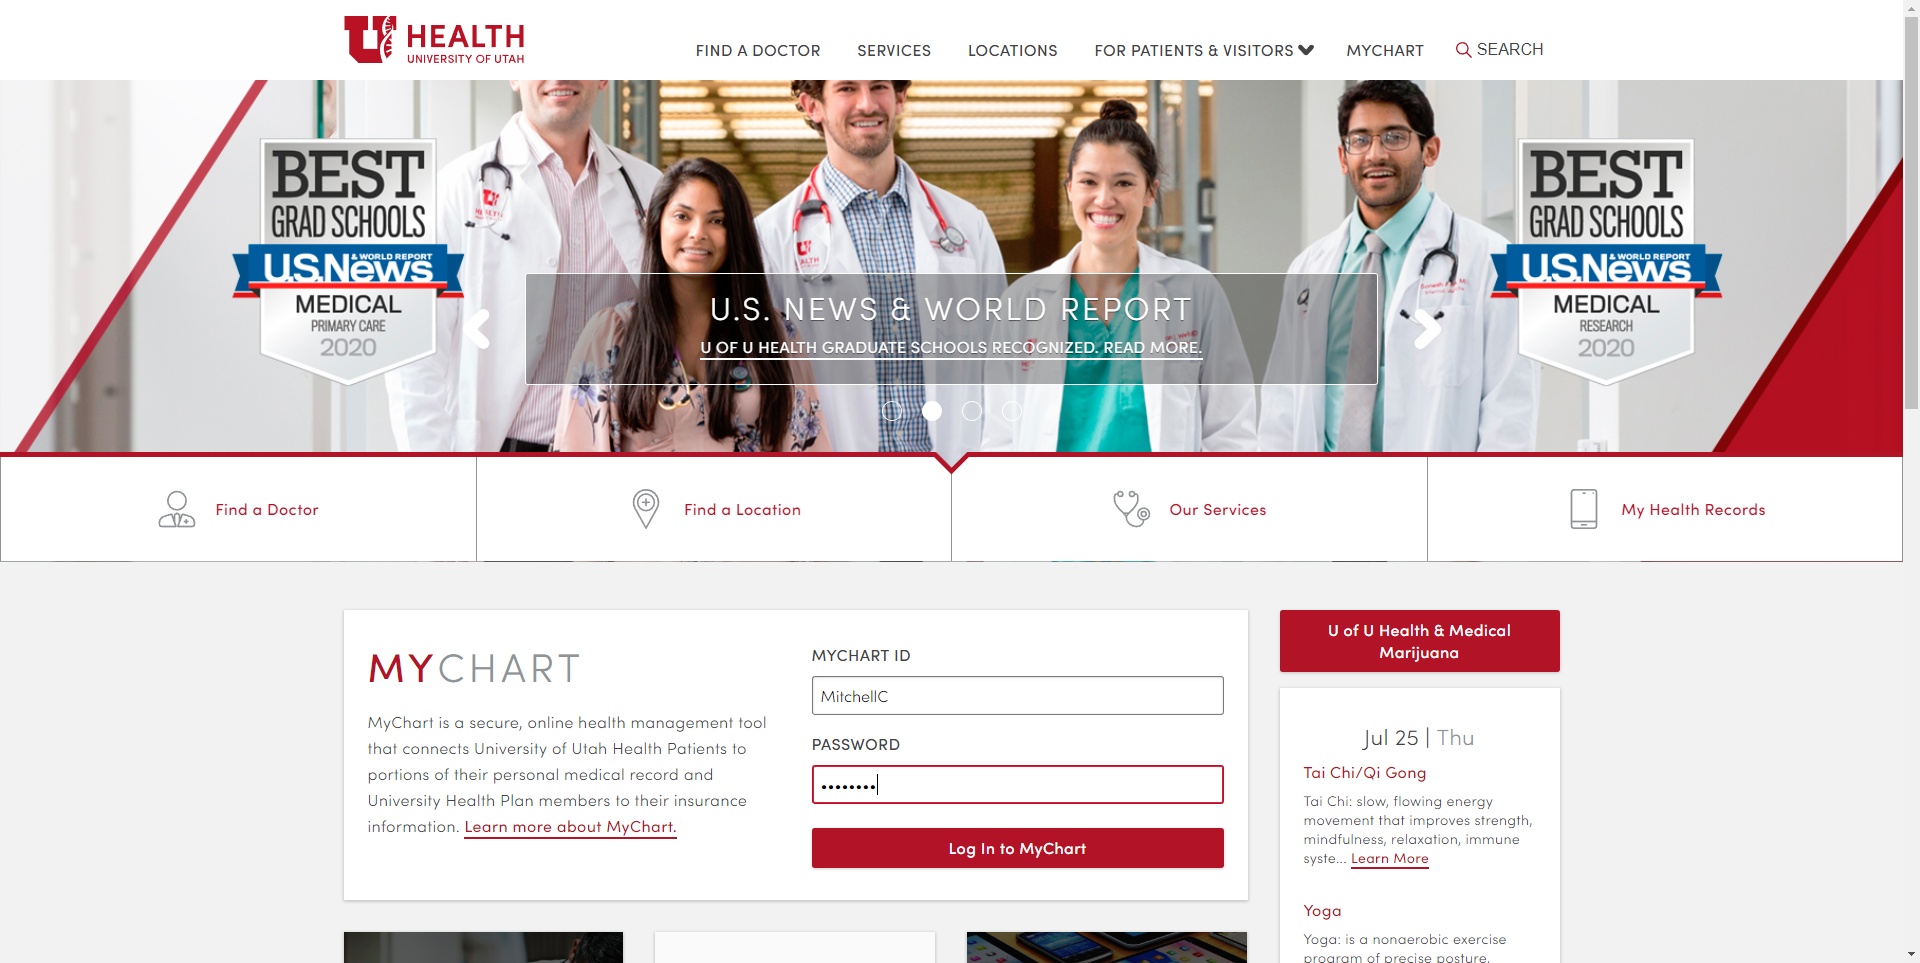 HEALTH
UNIVERSITY OF UTAH
FIND A DOCTOR
SERVICES
LOCATIONS
FOR PATIENTS & VISITORS
MYCHART
SEARCH
BEST
GRAD SCHOOLS
U.S. News
& WORLD REPORT
MEDICAL
PRIMARY CARE
2020
BEST
GRAD SCHOOLS
U.S. News
& WORLD REPORT
MEDICAL
RESEARCH
2020
U.S. NEWS & WORLD REPORT
U OF U HEALTH GRADUATE SCHOOLS RECOGNIZED. READ MORE.
Find a Doctor
Find a Location
Our Services
My Health Records
MYCHART
MyChart is a secure, online health management tool
that connects University of Utah Health Patients to
portions of their personal medical record and
University Health Plan members to their insurance
information. Learn more about MyChart.
MYCHART ID
MitchellC
PASSWORD
••••••••
Log In to MyChart
U of U Health & Medical
Marijuana
Jul 25 | Thu
Tai Chi/Qi Gong
Tai Chi: slow, flowing energy
movement that improves strength,
mindfulness, relaxation, immune
syste... Learn More
Yoga
Yoga: is a nonaerobic exercise
program of precise posture,